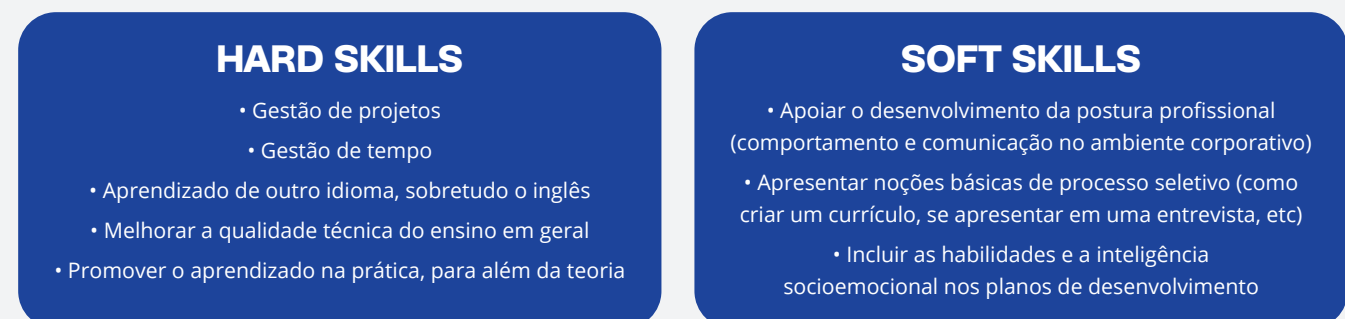 HARD SKILLS
• Gestão de projetos
• Gestão de tempo
• Aprendizado de outro idioma, sobretudo o inglês
• Melhorar a qualidade técnica do ensino em geral
• Promover o aprendizado na prática, para além da teoria
SOFT SKILLS
• Apoiar o desenvolvimento da postura profissional
(comportamento e comunicação no ambiente corporativo)
• Apresentar noções básicas de processo seletivo (como
criar um currículo, se apresentar em uma entrevista, etc)
• Incluir as habilidades e a inteligência
socioemocional nos planos de desenvolvimento